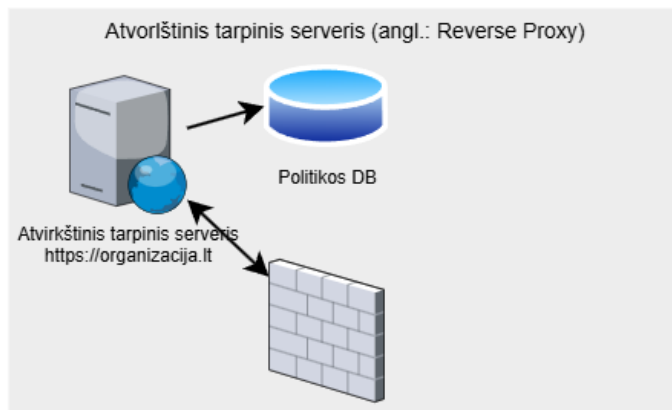 Atvorlštinis tarpinis serveris (angl.: Reverse Proxy)
Politikos DB
Atvirkštinis tarpinis serveris
https://organizacija.lt